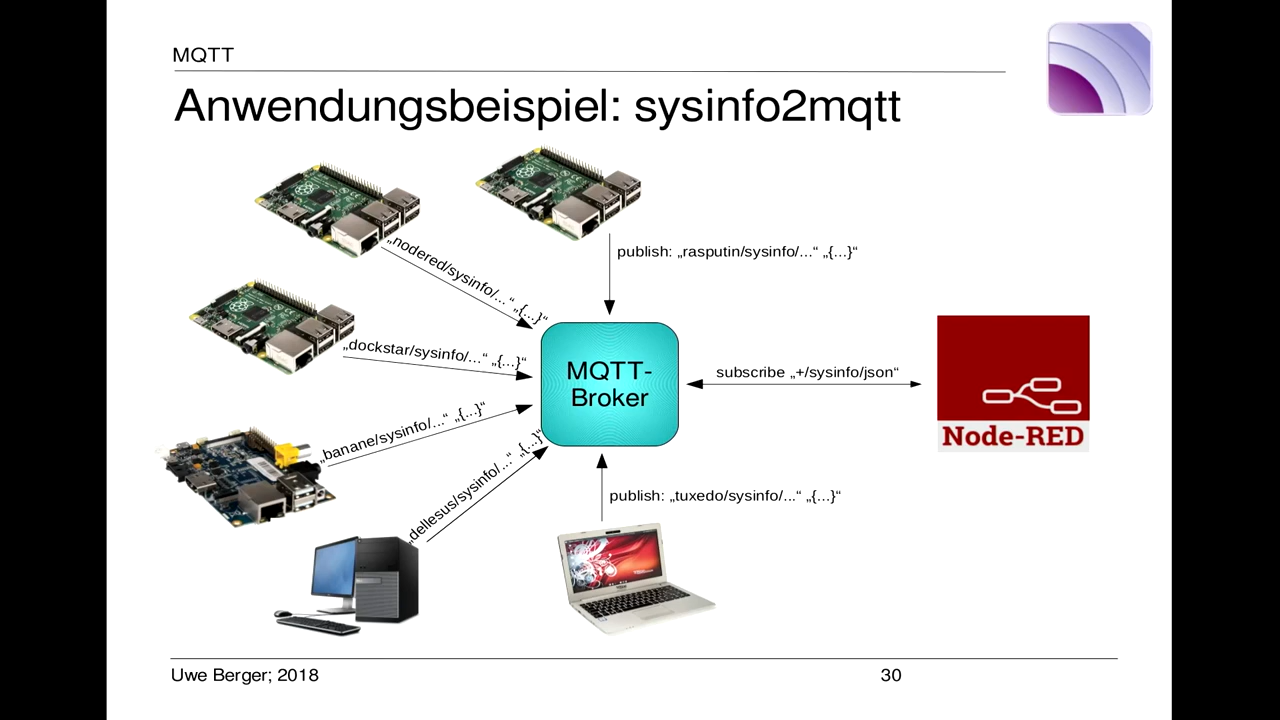 MQTT
Anwendungsbeispiel: sysinfo2mqtt
„nodered/sysinfo/...“ „{...}“
publish: „rasputin/sysinfo/...“ „{...}“
„dockstar/sysinfo/...“ „{...}“
MQTT-
Broker
subscribe „+/sysinfo/json“
Node-RED
„banane/sysinfo/...“ „{...}“
„dellesus/sysinfo/...“ „{...}“
publish: „tuxedo/sysinfo/...“ „{...}“
Uwe Berger; 2018
30